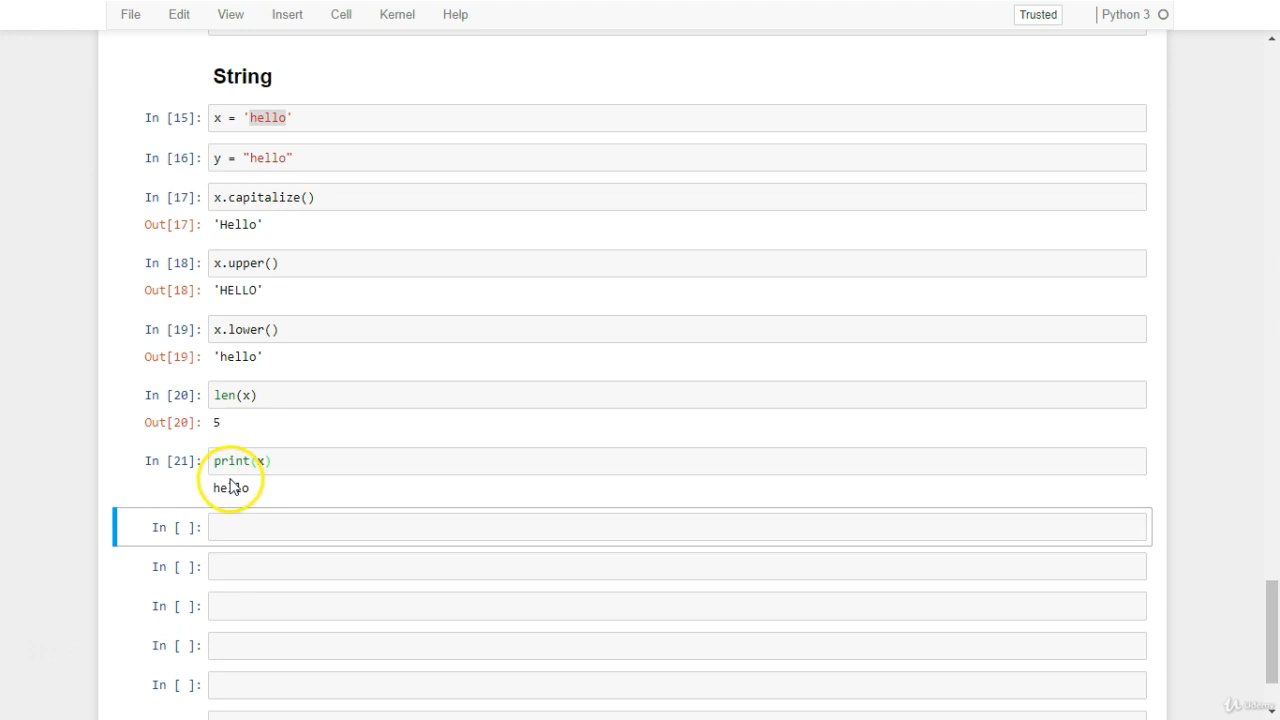 File Edit View Insert Cell Kernel Help Trusted Python 3
String
In [15]: x = 'hello'
In [16]: y = "hello"
In [17]: x.capitalize()
Out[17]: 'Hello'
In [18]: x.upper()
Out[18]: 'HELLO'
In [19]: x.lower()
Out[19]: 'hello'
In [20]: len(x)
Out[20]: 5
In [21]: print(x)
hello
In [ ]:
In [ ]:
In [ ]:
In [ ]:
In [ ]:
Udemy